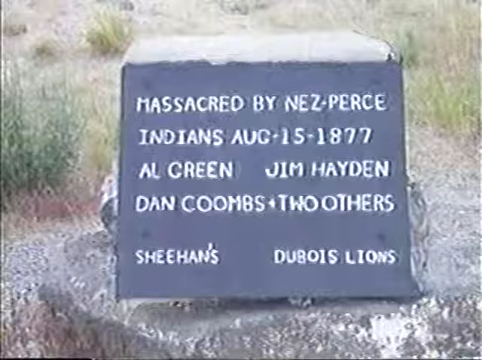 MASSACRED BY NEZ-PERCE
INDIANS AUG-15-1877
AL GREEN JIM HAYDEN
DAN COOMBS + TWO OTHERS
SHEEHAN'S DUBOIS LIONS